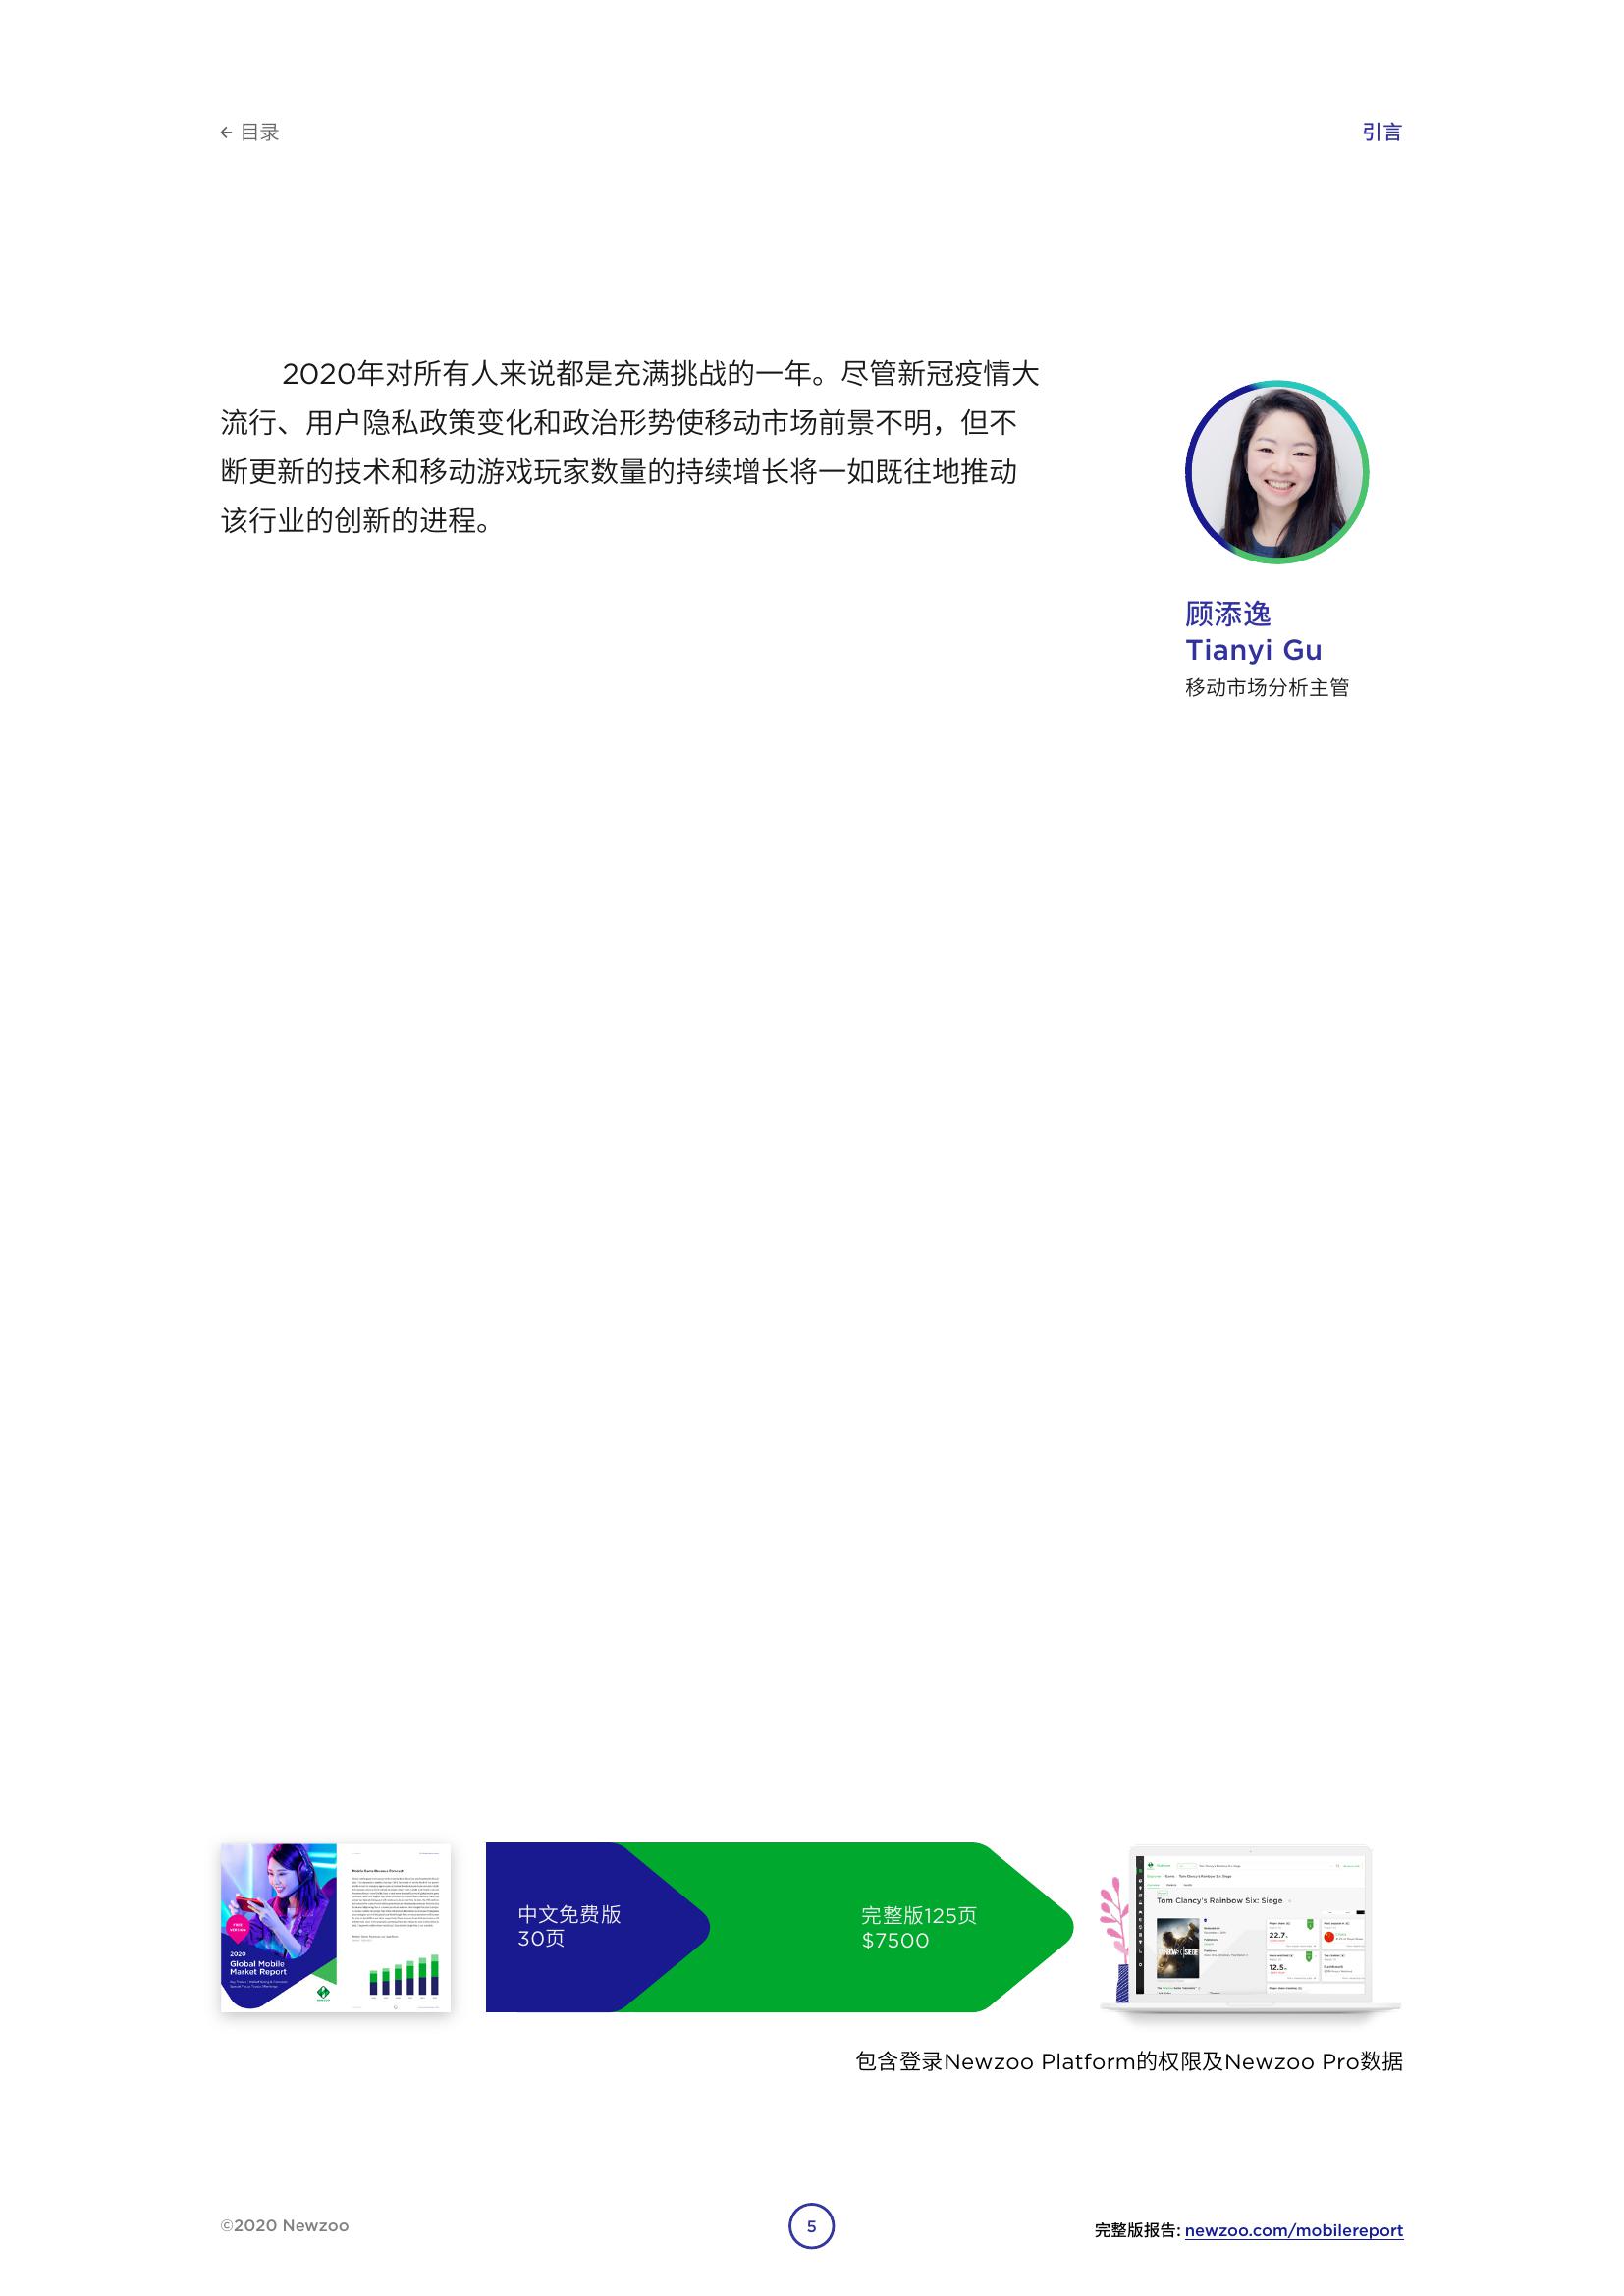 ← 目录
引言
2020年对所有人来说都是充满挑战的一年。尽管新冠疫情大
流行、用户隐私政策变化和政治形势使移动市场前景不明，但不
断更新的技术和移动游戏玩家数量的持续增长将一如既往地推动
该行业的创新的进程。
顾添逸
Tianyi Gu
移动市场分析主管
FREE
VERSION
2020
Global Mobile
Market Report
中文免费版
30页
完整版125页
$7500
Tom Clancy's Rainbow Six: Siege
22.7
12.5
包含登录Newzoo Platform的权限及Newzoo Pro数据
©2020 Newzoo
5
完整版报告: newzoo.com/mobilereport